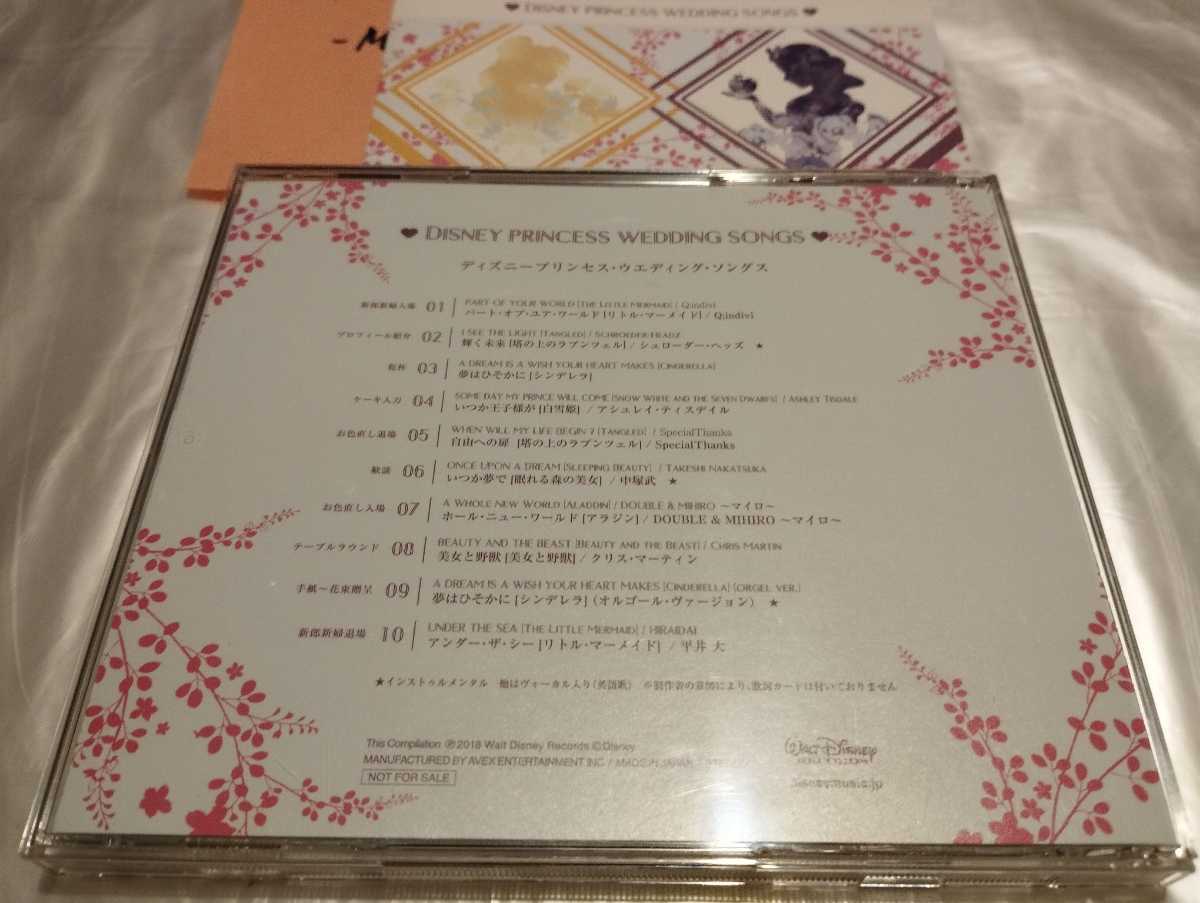 ♥ DISNEY PRINCESS WEDDING SONGS ♥
- M
♥ DISNEY PRINCESS WEDDING SONGS ♥
ディズニープリンセス・ウエディング・ソングス
新郎新婦入場 01 PART OF YOUR WORLD [THE LITTLE MERMAID] / Q;indivi
パート・オブ・ユア・ワールド [リトル・マーメイド] / Q;indivi
プロフィール紹介 02 I SEE THE LIGHT [TANGLED] / SCHROEDER-HEADZ
輝く未来 [塔の上のラプンツェル] / シュローダー・ヘッズ ★
乾杯 03 A DREAM IS A WISH YOUR HEART MAKES [CINDERELLA]
夢はひそかに [シンデレラ]
ケーキ入刀 04 SOME DAY MY PRINCE WILL COME [SNOW WHITE AND THE SEVEN DWARFS] / ASHLEY TISDALE
いつか王子様が [白雪姫] / アシュレイ・ティスデイル
お色直し退場 05 WHEN WILL MY LIFE BEGIN ? [TANGLED] / SpecialThanks
自由への扉 [塔の上のラプンツェル] / SpecialThanks
歓談 06 ONCE UPON A DREAM [SLEEPING BEAUTY] / TAKESHI NAKATSUKA
いつか夢で [眠れる森の美女] / 中塚武 ★
お色直し入場 07 A WHOLE NEW WORLD [ALADDIN] / DOUBLE & MIHIRO ～マイロ～
ホール・ニュー・ワールド [アラジン] / DOUBLE & MIHIRO ～マイロ～
テーブルラウンド 08 BEAUTY AND THE BEAST [BEAUTY AND THE BEAST] / CHRIS MARTIN
美女と野獣 [美女と野獣] / クリス・マーティン
手紙～花束贈呈 09 A DREAM IS A WISH YOUR HEART MAKES [CINDERELLA] (ORGEL VER.)
夢はひそかに [シンデレラ] (オルゴール・ヴァージョン) ★
新郎新婦退場 10 UNDER THE SEA [THE LITTLE MERMAID] / HIRAIDAI
アンダー・ザ・シー [リトル・マーメイド] / 平井 大
★インストゥルメンタル 他はヴォーカル入り(英語歌) ※製作者の意図により、歌詞カードは付いておりません
This Compilation ℗2018 Walt Disney Records ©Disney
MANUFACTURED BY AVEX ENTERTAINMENT INC. / MADE IN JAPAN
NOT FOR SALE
WALT DISNEY RECORDS
disneymusic.jp